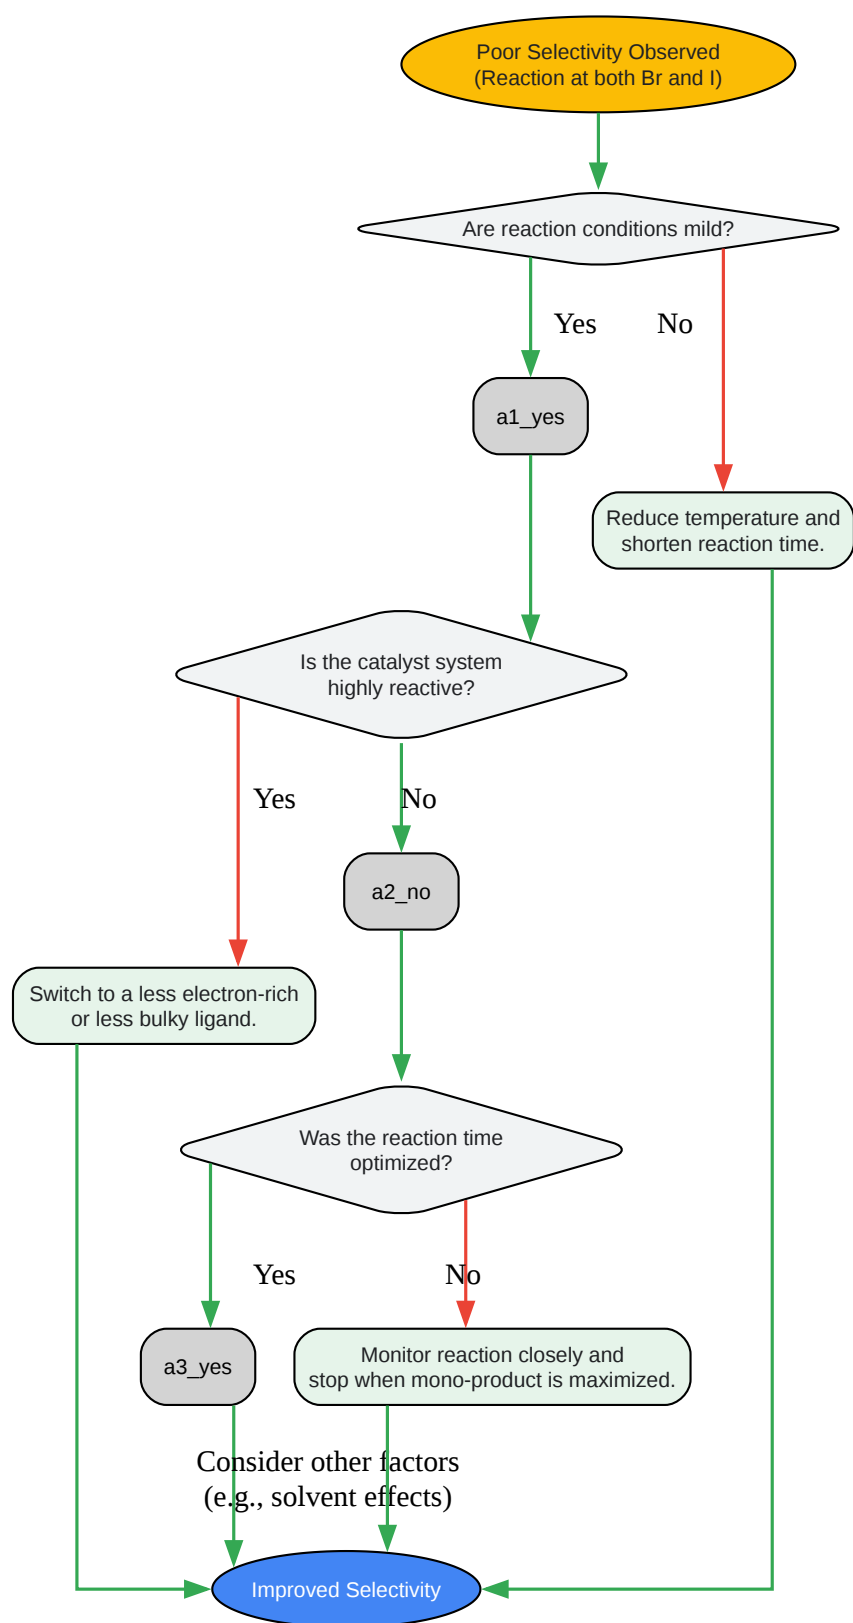 Poor Selectivity Observed
(Reaction at both Br and I)
Are reaction conditions mild?
Yes
No
a1_yes
Reduce temperature and
shorten reaction time.
Is the catalyst system
highly reactive?
Yes
No
a2_no
Switch to a less electron-rich
or less bulky ligand.
Was the reaction time
optimized?
Yes
No
a3_yes
Monitor reaction closely and
stop when mono-product is maximized.
Consider other factors
(e.g., solvent effects)
Improved Selectivity